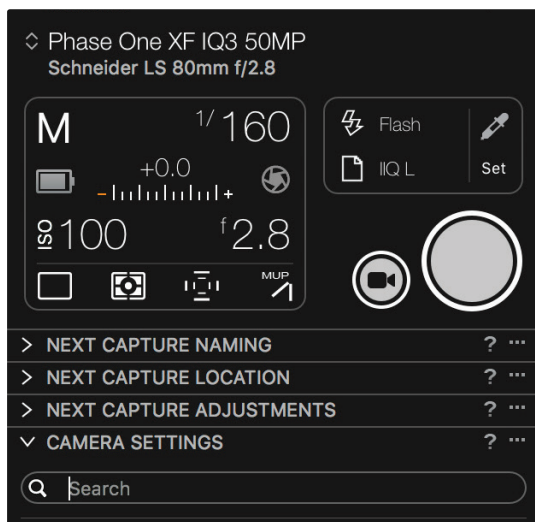 Phase One XF IQ3 50MP
Schneider LS 80mm f/2.8
M 1/160
+0.0
- +
ISO 100 f2.8
MUP
Flash
IIQ L
Set
NEXT CAPTURE NAMING ? ...
NEXT CAPTURE LOCATION ? ...
NEXT CAPTURE ADJUSTMENTS ? ...
CAMERA SETTINGS ? ...
Search